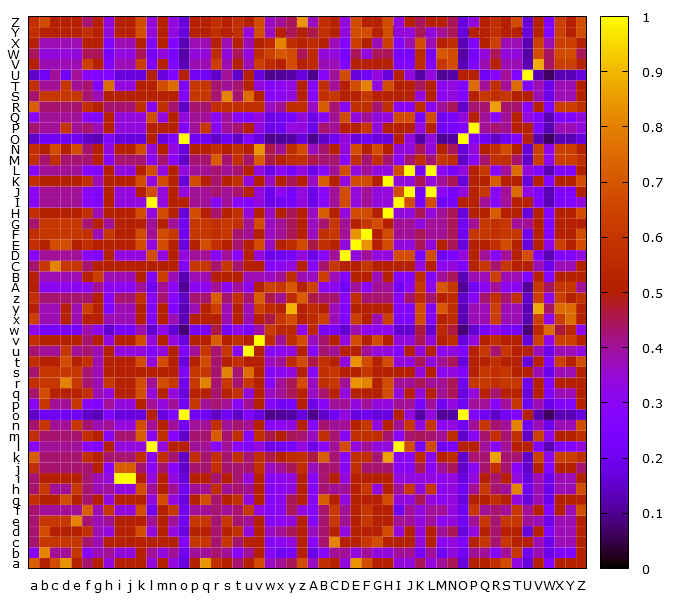 Z
Y
X
W
V
U
T
S
R
Q
P
O
N
M
L
K
J
I
H
G
F
E
D
C
B
A
z
y
x
w
v
u
t
s
r
q
p
o
n
m
l
k
j
i
h
g
f
e
d
c
b
a
a b c d e f g h i j k l m n o p q r s t u v w x y z A B C D E F G H I J K L M N O P Q R S T U V W X Y Z
1
0.9
0.8
0.7
0.6
0.5
0.4
0.3
0.2
0.1
0